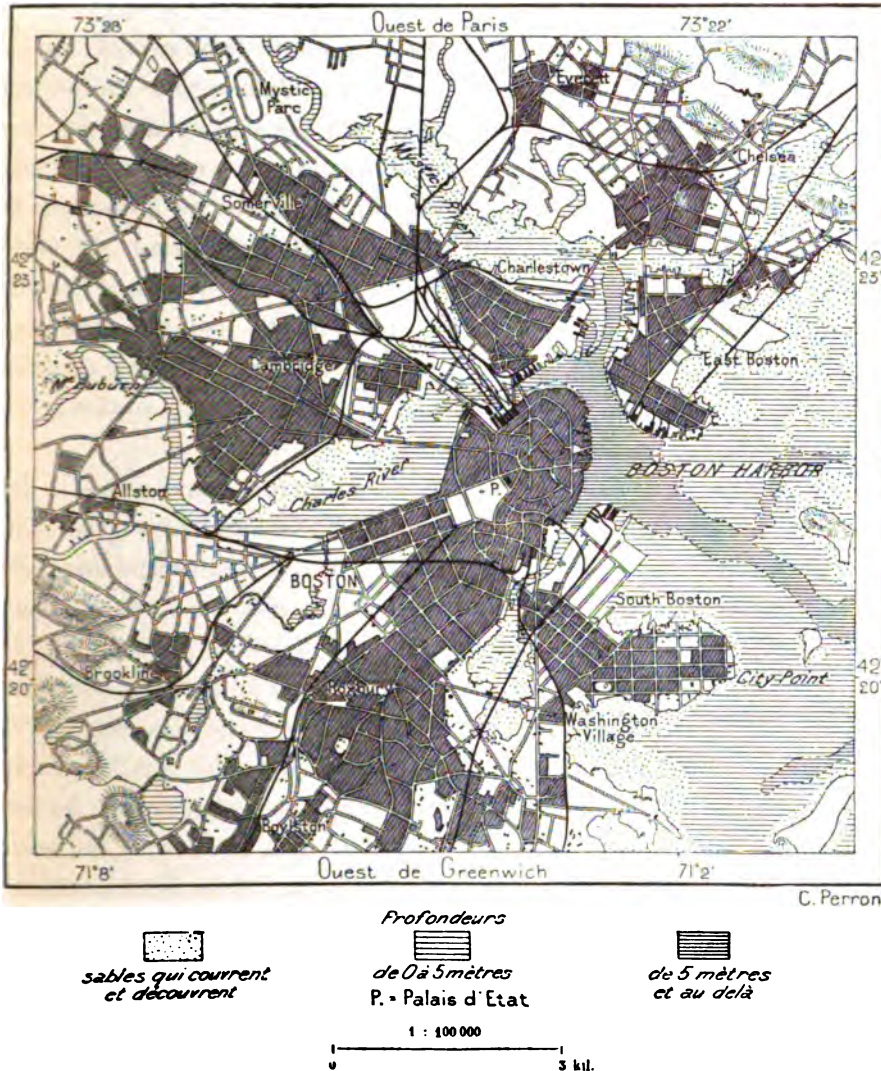 73°28' Ouest de Paris 73°22'
Everett
Mystic
Parc
Mystic
Chelsea
Somerville
42°
23'
42°
23'
Charlestown
East Boston
Cambridge
Mt Auburn
BOSTON HARBOR
Allston
Charles River
P.
BOSTON
South Boston
42°
20'
Brookline
Roxbury
City-Point
42°
20'
Washington
Village
Boylston
71°8' Ouest de Greenwich 71°2'
C. Perron
Profondeurs
sables qui couvrent
et découvrent
de 0 à 5 mètres
de 5 mètres
et au delà
P. = Palais d'Etat
1 : 100 000
0 3 kil.